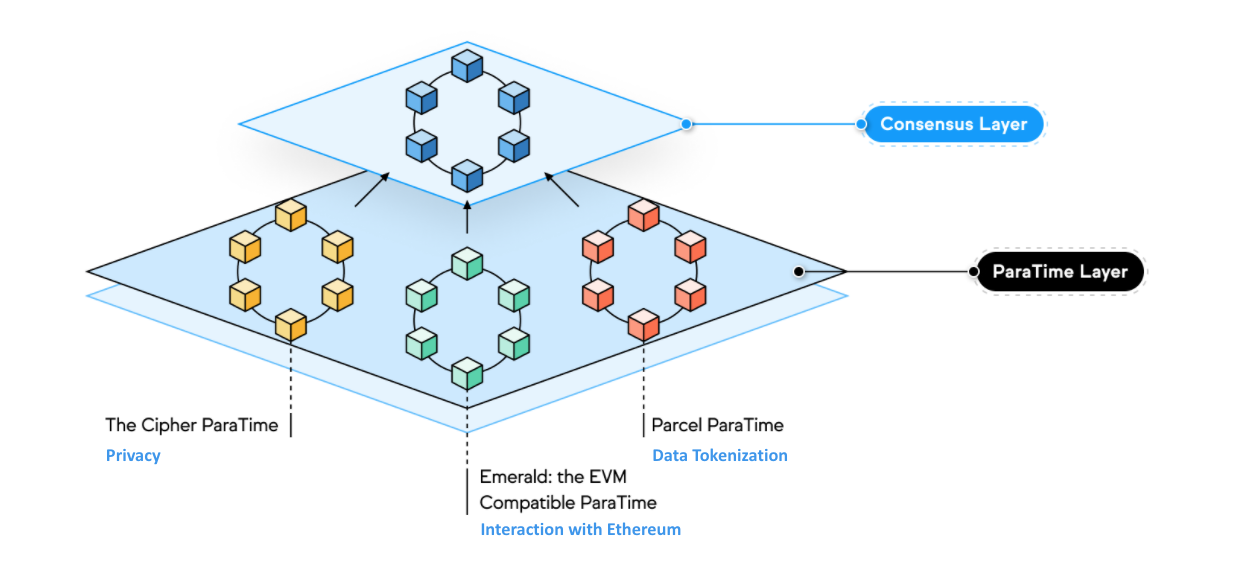 Consensus Layer
ParaTime Layer
The Cipher ParaTime
Privacy
Parcel ParaTime
Data Tokenization
Emerald: the EVM
Compatible ParaTime
Interaction with Ethereum